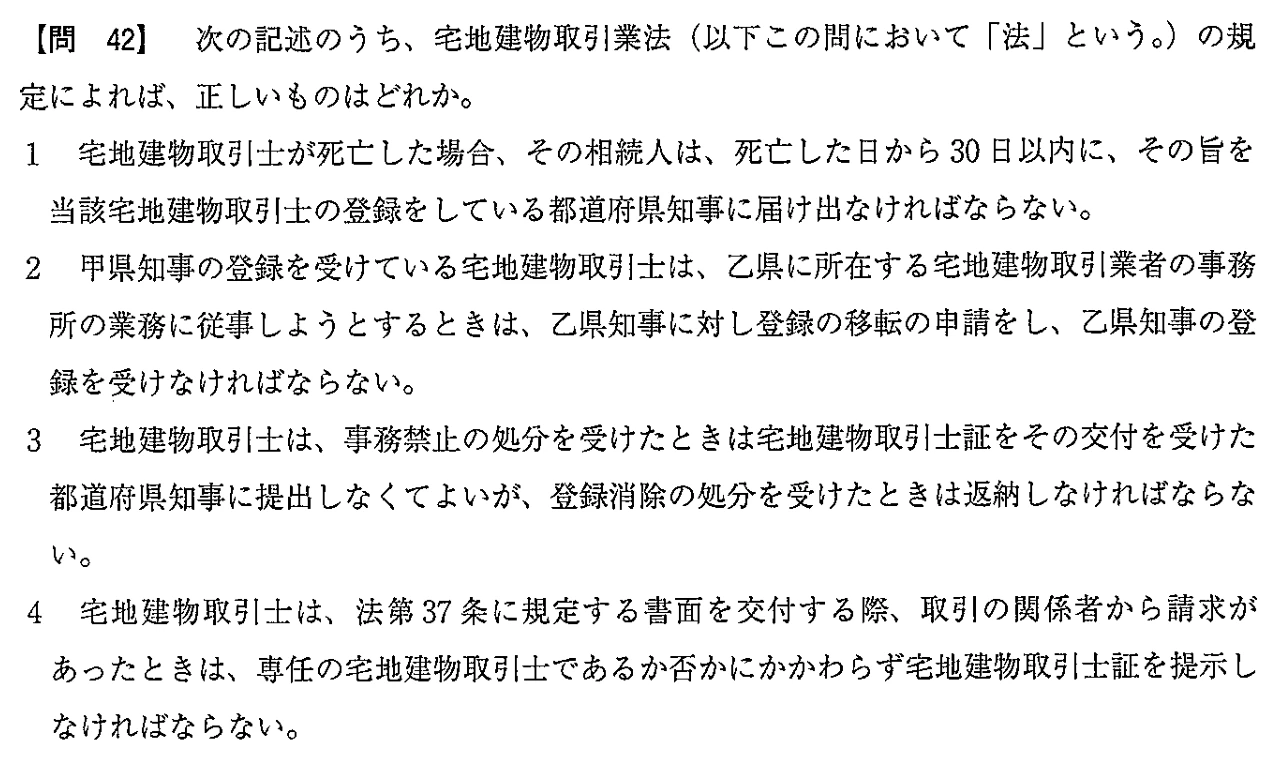 【問 42】 次の記述のうち、宅地建物取引業法（以下この問において「法」という。）の規
定によれば、正しいものはどれか。
1 宅地建物取引士が死亡した場合、その相続人は、死亡した日から30日以内に、その旨を
当該宅地建物取引士の登録をしている都道府県知事に届け出なければならない。
2 甲県知事の登録を受けている宅地建物取引士は、乙県に所在する宅地建物取引業者の事務
所の業務に従事しようとするときは、乙県知事に対し登録の移転の申請をし、乙県知事の登
録を受けなければならない。
3 宅地建物取引士は、事務禁止の処分を受けたときは宅地建物取引士証をその交付を受けた
都道府県知事に提出しなくてよいが、登録消除の処分を受けたときは返納しなければならな
い。
4 宅地建物取引士は、法第37条に規定する書面を交付する際、取引の関係者から請求が
あったときは、専任の宅地建物取引士であるか否かにかかわらず宅地建物取引士証を提示し
なければならない。